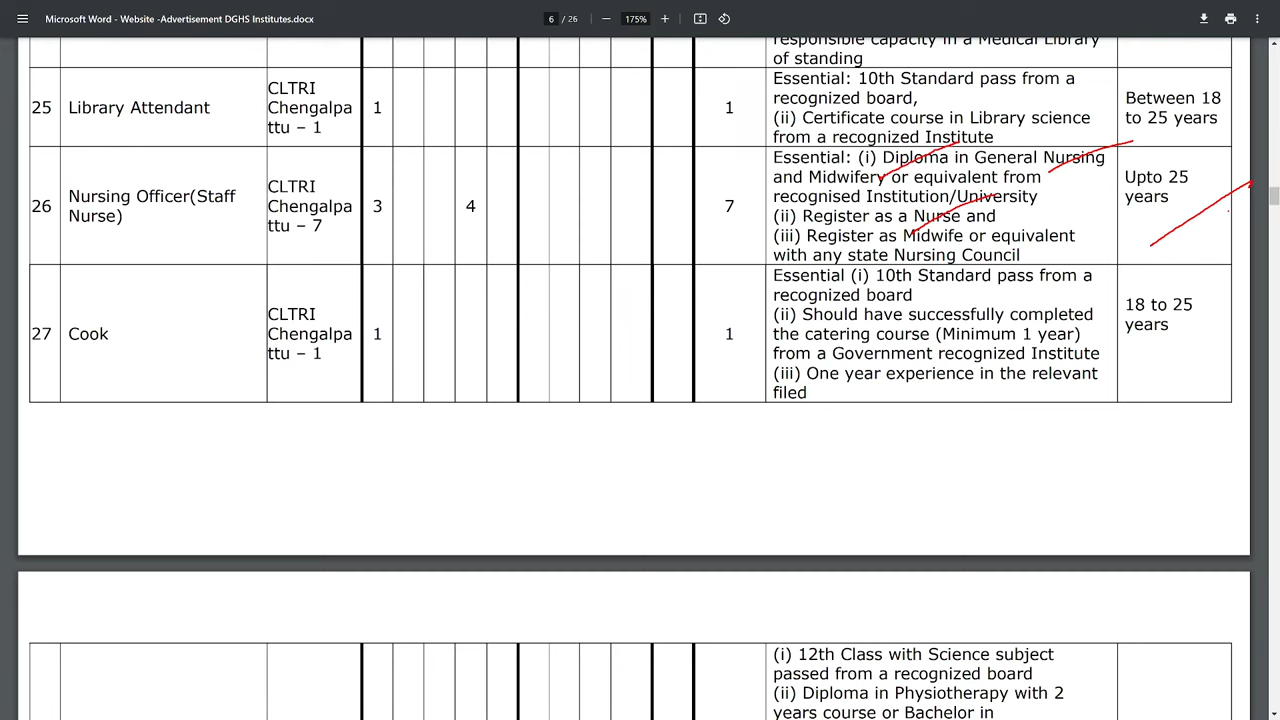 Microsoft Word - Website -Advertisement DGHS Institutes.docx
6 / 26
175%
responsible capacity in a Medical Library
of standing
25
Library Attendant
CLTRI
Chengalpa
ttu – 1
1
1
Essential: 10th Standard pass from a
recognized board,
(ii) Certificate course in Library science
from a recognized Institute
Between 18
to 25 years
26
Nursing Officer(Staff
Nurse)
CLTRI
Chengalpa
ttu – 7
3
4
7
Essential: (i) Diploma in General Nursing
and Midwifery or equivalent from
recognised Institution/University
(ii) Register as a Nurse and
(iii) Register as Midwife or equivalent
with any state Nursing Council
Upto 25
years
27
Cook
CLTRI
Chengalpa
ttu – 1
1
1
Essential (i) 10th Standard pass from a
recognized board
(ii) Should have successfully completed
the catering course (Minimum 1 year)
from a Government recognized Institute
(iii) One year experience in the relevant
filed
18 to 25
years
(i) 12th Class with Science subject
passed from a recognized board
(ii) Diploma in Physiotherapy with 2
years course or Bachelor in